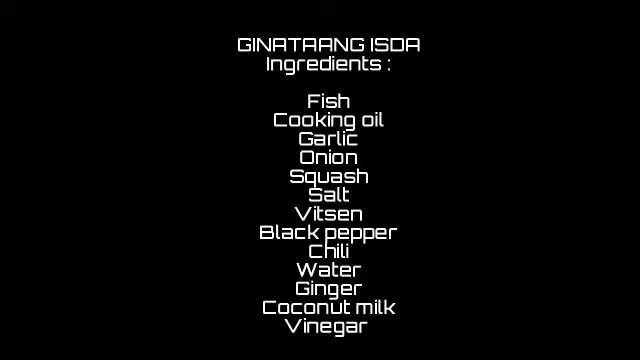 GINATAANG ISDA
Ingredients :
Fish
Cooking oil
Garlic
Onion
Squash
Salt
Vitsen
Black pepper
Chili
Water
Ginger
Coconut milk
Vinegar